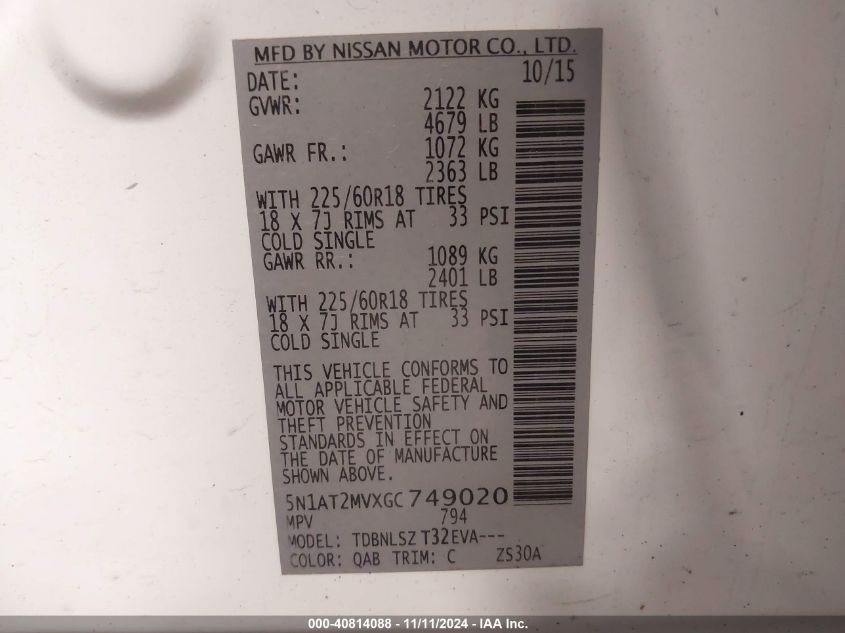 MFD BY NISSAN MOTOR CO., LTD.
DATE: 10/15
GVWR: 2122 KG
4679 LB
GAWR FR.: 1072 KG
2363 LB
WITH 225/60R18 TIRES
18 X 7J RIMS AT 33 PSI
COLD SINGLE
GAWR RR.: 1089 KG
2401 LB
WITH 225/60R18 TIRES
18 X 7J RIMS AT 33 PSI
COLD SINGLE
THIS VEHICLE CONFORMS TO
ALL APPLICABLE FEDERAL
MOTOR VEHICLE SAFETY AND
THEFT PREVENTION
STANDARDS IN EFFECT ON
THE DATE OF MANUFACTURE
SHOWN ABOVE.
5N1AT2MVXGC749020
MPV 794
MODEL: TDBNLSZ T32EVA---
COLOR: QAB TRIM: C ZS30A
000-40814088 - 11/11/2024 - IAA Inc.